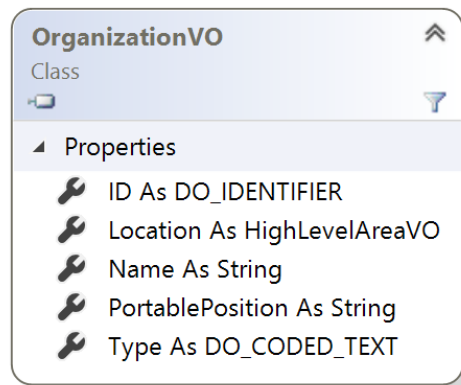 OrganizationVO
Class
Properties
ID As DO_IDENTIFIER
Location As HighLevelAreaVO
Name As String
PortablePosition As String
Type As DO_CODED_TEXT